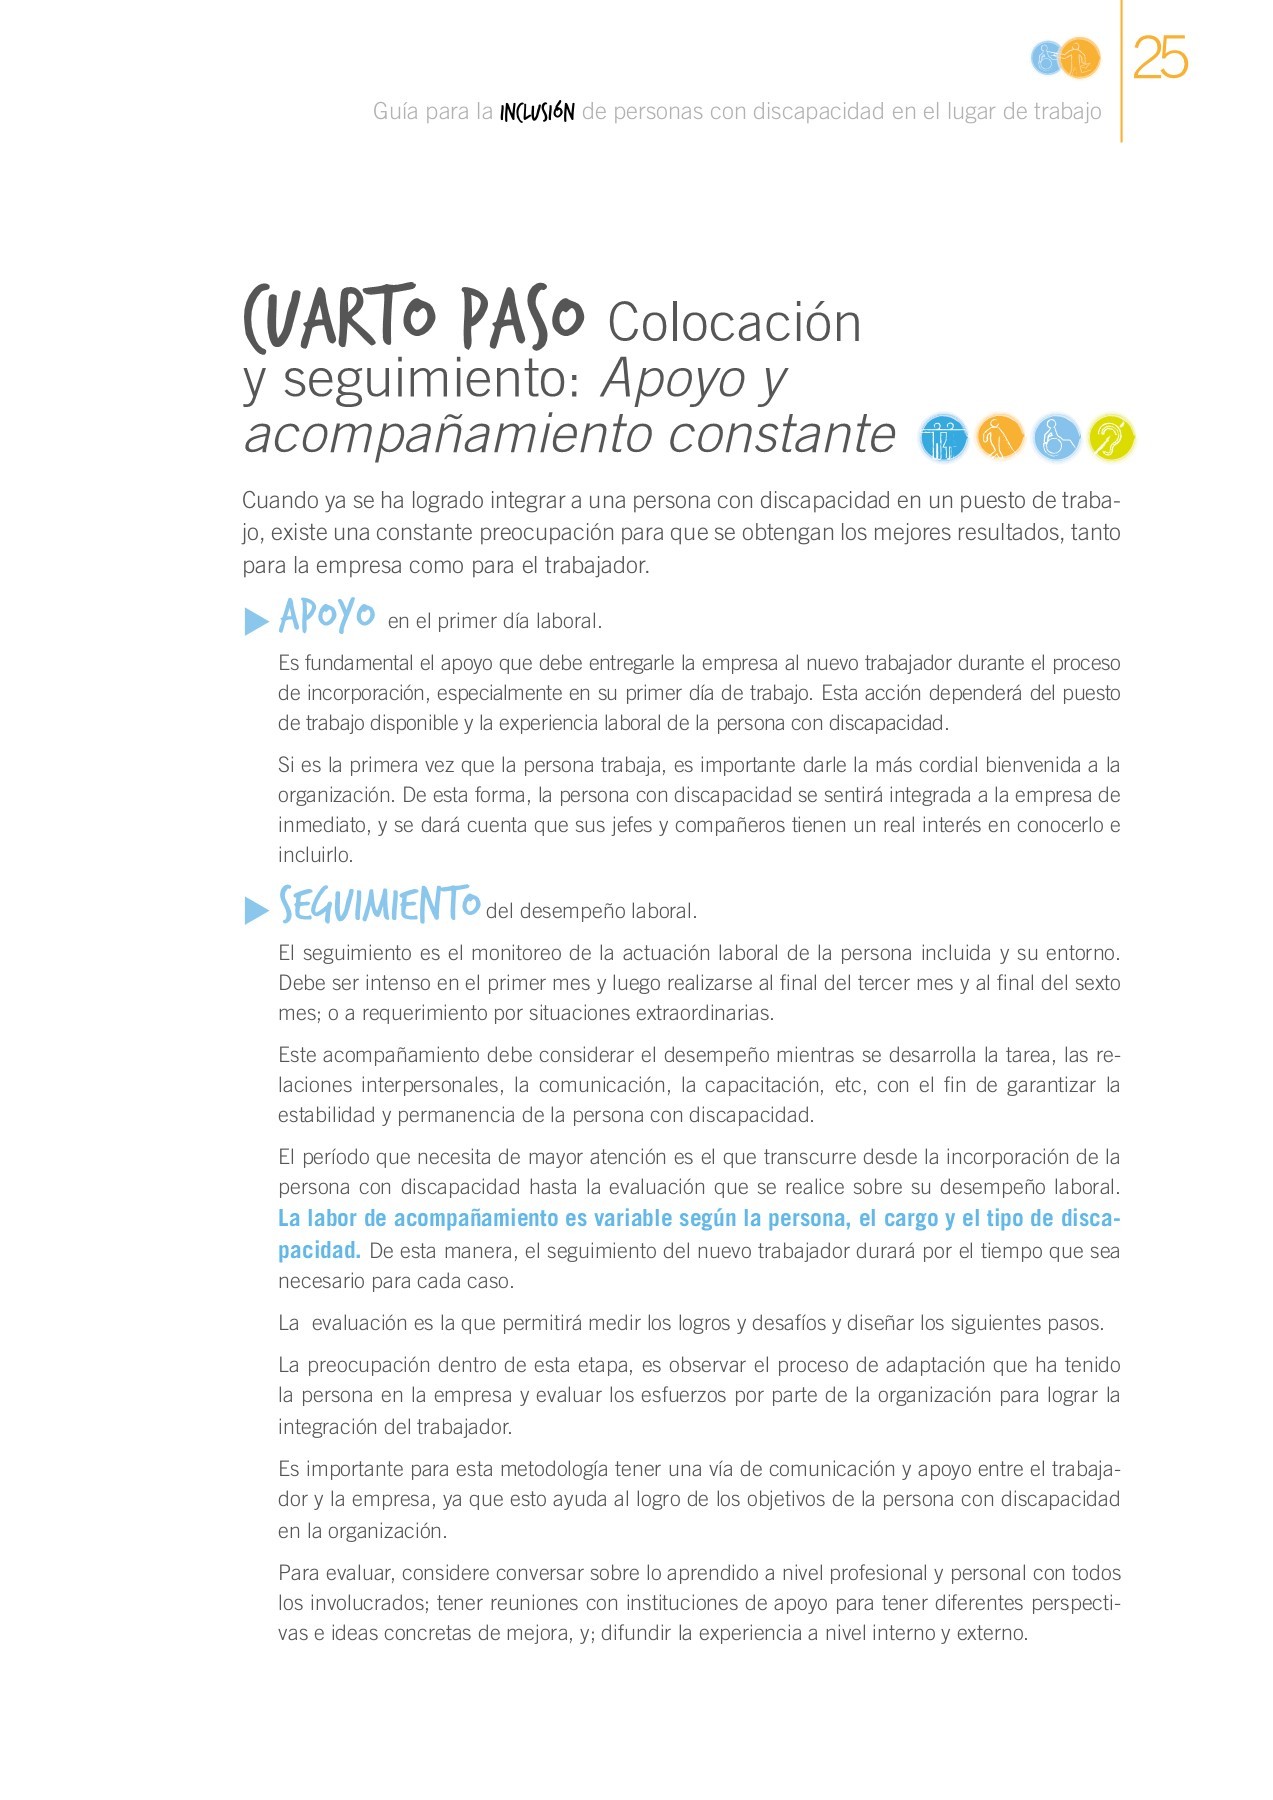 25
Guía para la INCLUSIÓN de personas con discapacidad en el lugar de trabajo
CUARTO PASO Colocación
y seguimiento: Apoyo y
acompañamiento constante
Cuando ya se ha logrado integrar a una persona con discapacidad en un puesto de traba-
jo, existe una constante preocupación para que se obtengan los mejores resultados, tanto
para la empresa como para el trabajador.
APOYO en el primer día laboral.
Es fundamental el apoyo que debe entregarle la empresa al nuevo trabajador durante el proceso
de incorporación, especialmente en su primer día de trabajo. Esta acción dependerá del puesto
de trabajo disponible y la experiencia laboral de la persona con discapacidad.
Si es la primera vez que la persona trabaja, es importante darle la más cordial bienvenida a la
organización. De esta forma, la persona con discapacidad se sentirá integrada a la empresa de
inmediato, y se dará cuenta que sus jefes y compañeros tienen un real interés en conocerlo e
incluirlo.
SEGUIMIENTO del desempeño laboral.
El seguimiento es el monitoreo de la actuación laboral de la persona incluida y su entorno.
Debe ser intenso en el primer mes y luego realizarse al final del tercer mes y al final del sexto
mes; o a requerimiento por situaciones extraordinarias.
Este acompañamiento debe considerar el desempeño mientras se desarrolla la tarea, las re-
laciones interpersonales, la comunicación, la capacitación, etc, con el fin de garantizar la
estabilidad y permanencia de la persona con discapacidad.
El período que necesita de mayor atención es el que transcurre desde la incorporación de la
persona con discapacidad hasta la evaluación que se realice sobre su desempeño laboral.
La labor de acompañamiento es variable según la persona, el cargo y el tipo de disca-
pacidad. De esta manera, el seguimiento del nuevo trabajador durará por el tiempo que sea
necesario para cada caso.
La evaluación es la que permitirá medir los logros y desafíos y diseñar los siguientes pasos.
La preocupación dentro de esta etapa, es observar el proceso de adaptación que ha tenido
la persona en la empresa y evaluar los esfuerzos por parte de la organización para lograr la
integración del trabajador.
Es importante para esta metodología tener una vía de comunicación y apoyo entre el trabaja-
dor y la empresa, ya que esto ayuda al logro de los objetivos de la persona con discapacidad
en la organización.
Para evaluar, considere conversar sobre lo aprendido a nivel profesional y personal con todos
los involucrados; tener reuniones con instituciones de apoyo para tener diferentes perspecti-
vas e ideas concretas de mejora, y; difundir la experiencia a nivel interno y externo.